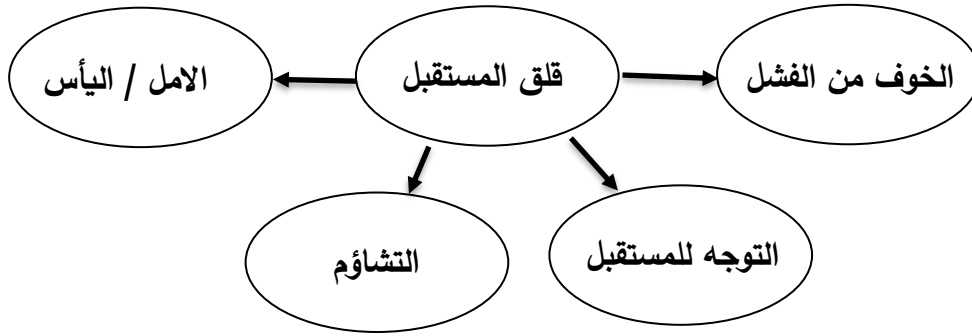 الخوف من الفشل
قلق المستقبل
الامل / اليأس
التوجه للمستقبل
التشاؤم